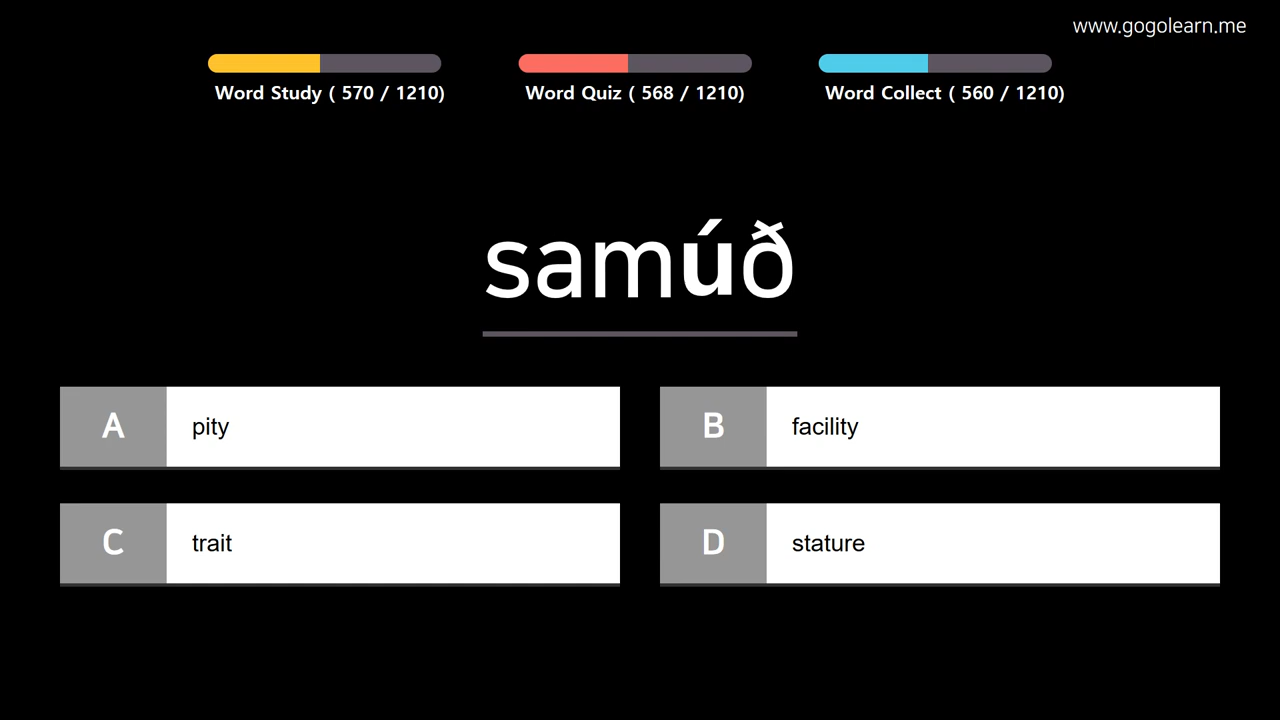 www.gogolearn.me
Word Study ( 570 / 1210)
Word Quiz ( 568 / 1210)
Word Collect ( 560 / 1210)
samúð
A pity
B facility
C trait
D stature